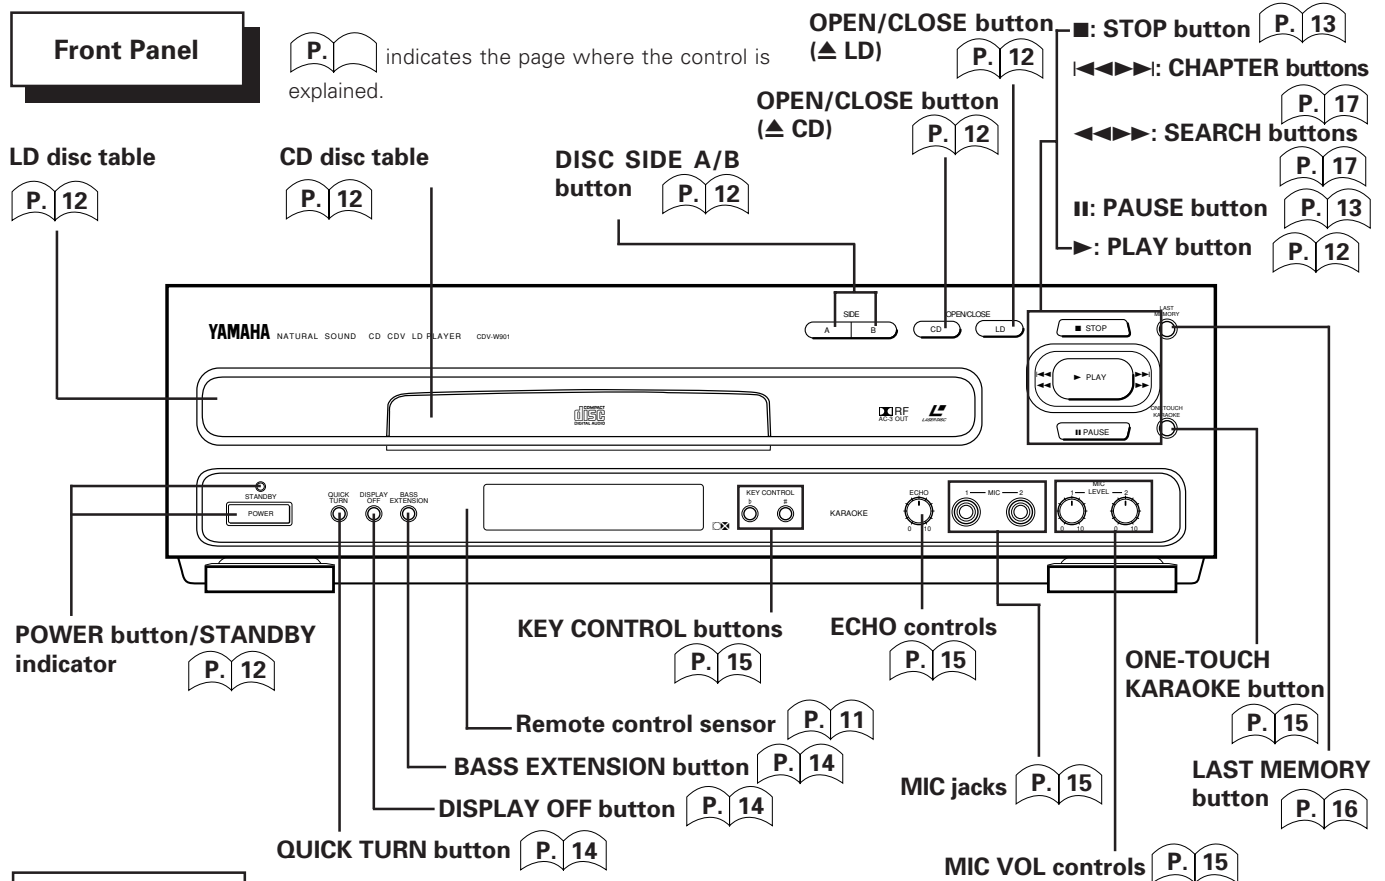 Front Panel
P. indicates the page where the control is
explained.
OPEN/CLOSE button
(≜ LD) P. 12
OPEN/CLOSE button
(≜ CD) P. 12
■: STOP button P. 13
|◀◀▶▶|: CHAPTER buttons
P. 17
◀◀▶▶: SEARCH buttons
P. 17
II: PAUSE button P. 13
▶: PLAY button P. 12
LD disc table
P. 12
CD disc table
P. 12
DISC SIDE A/B
button P. 12
YAMAHA NATURAL SOUND CD CDV LD PLAYER CDV-W901
SIDE
A B
OPEN/CLOSE
CD LD
■ STOP
LAST
MEMORY
|◀◀ ▶▶|
▶ PLAY
◀◀ ▶▶
II PAUSE
ONE-TOUCH
KARAOKE
COMPACT
disc
DIGITAL AUDIO
RF
AC-3 OUT
LASERDISC
STANDBY
POWER
QUICK
TURN
DISPLAY
OFF
BASS
EXTENSION
KEY CONTROL
♭ #
KARAOKE
ECHO
0 10
1 MIC 2
MIC
1 LEVEL 2
0 10 0 10
POWER button/STANDBY
indicator P. 12
KEY CONTROL buttons
P. 15
ECHO controls
P. 15
ONE-TOUCH
KARAOKE button
P. 15
Remote control sensor P. 11
BASS EXTENSION button P. 14
DISPLAY OFF button P. 14
QUICK TURN button P. 14
MIC jacks P. 15
LAST MEMORY
button P. 16
MIC VOL controls P. 15